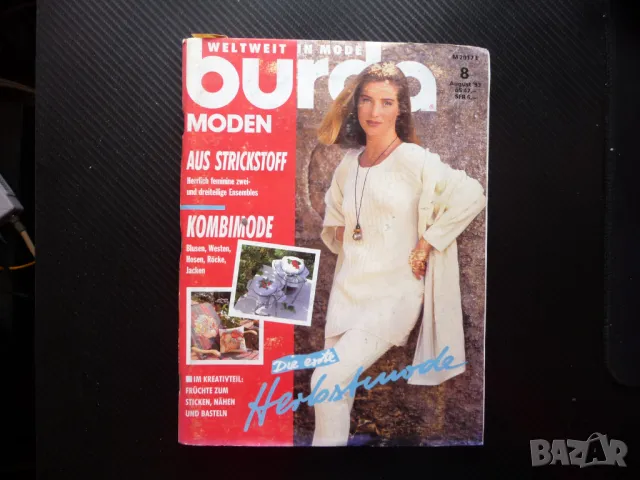 WELTWEIT IN MODE
burda
MODEN
8
August
AUS STRICKSTOFF
Herrlich feminine zwei-
und dreiteilige Ensembles
KOMBIMODE
Blusen, Westen,
Hosen, Röcke,
Jacken
Die erste
Herbstmode
IM KREATIVTEIL:
FRÜCHTE ZUM
STICKEN, NÄHEN
UND BASTELN
BAZAR